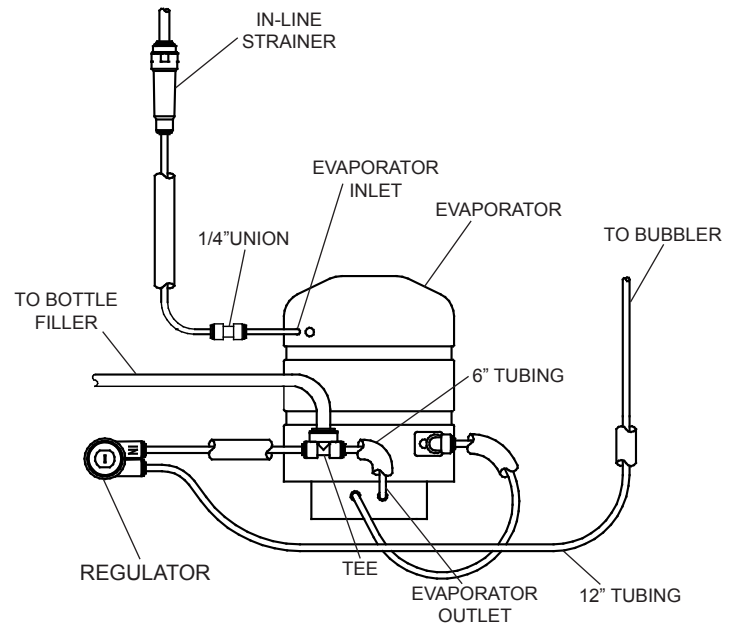 IN-LINE
STRAINER
EVAPORATOR
INLET
EVAPORATOR
1/4”UNION
TO BUBBLER
TO BOTTLE
FILLER
6” TUBING
IN
REGULATOR
TEE
EVAPORATOR
OUTLET
12” TUBING